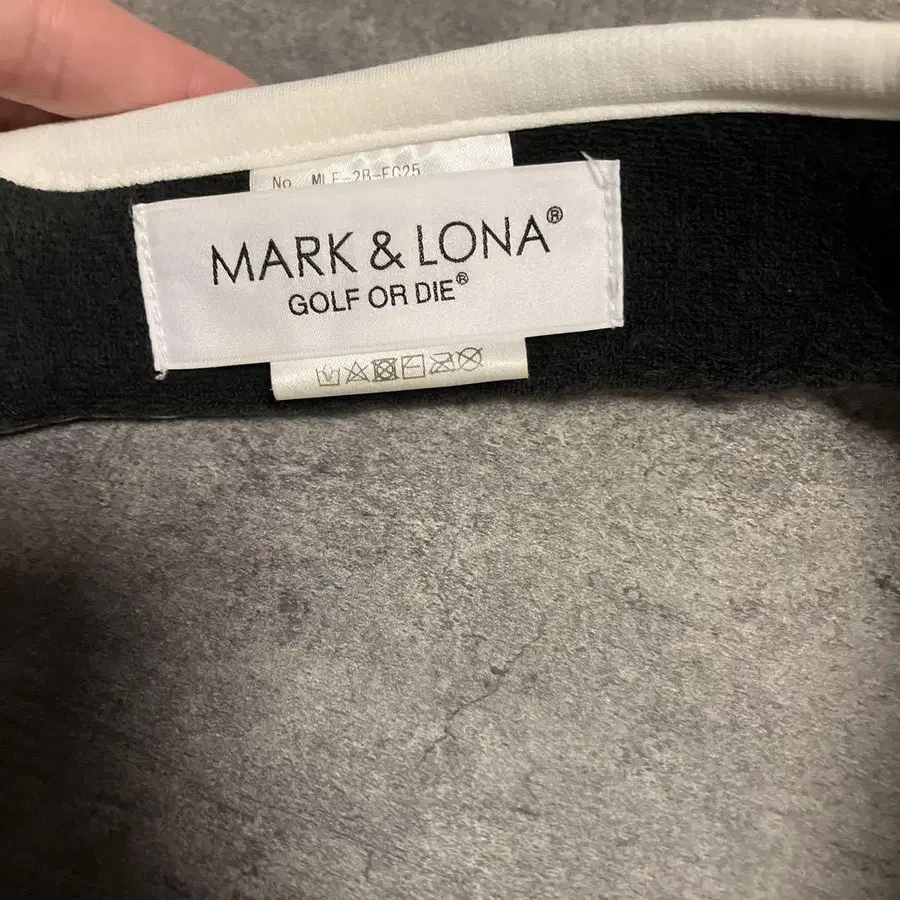 No. MLF-2B-FC25
MARK & LONA®
GOLF OR DIE®